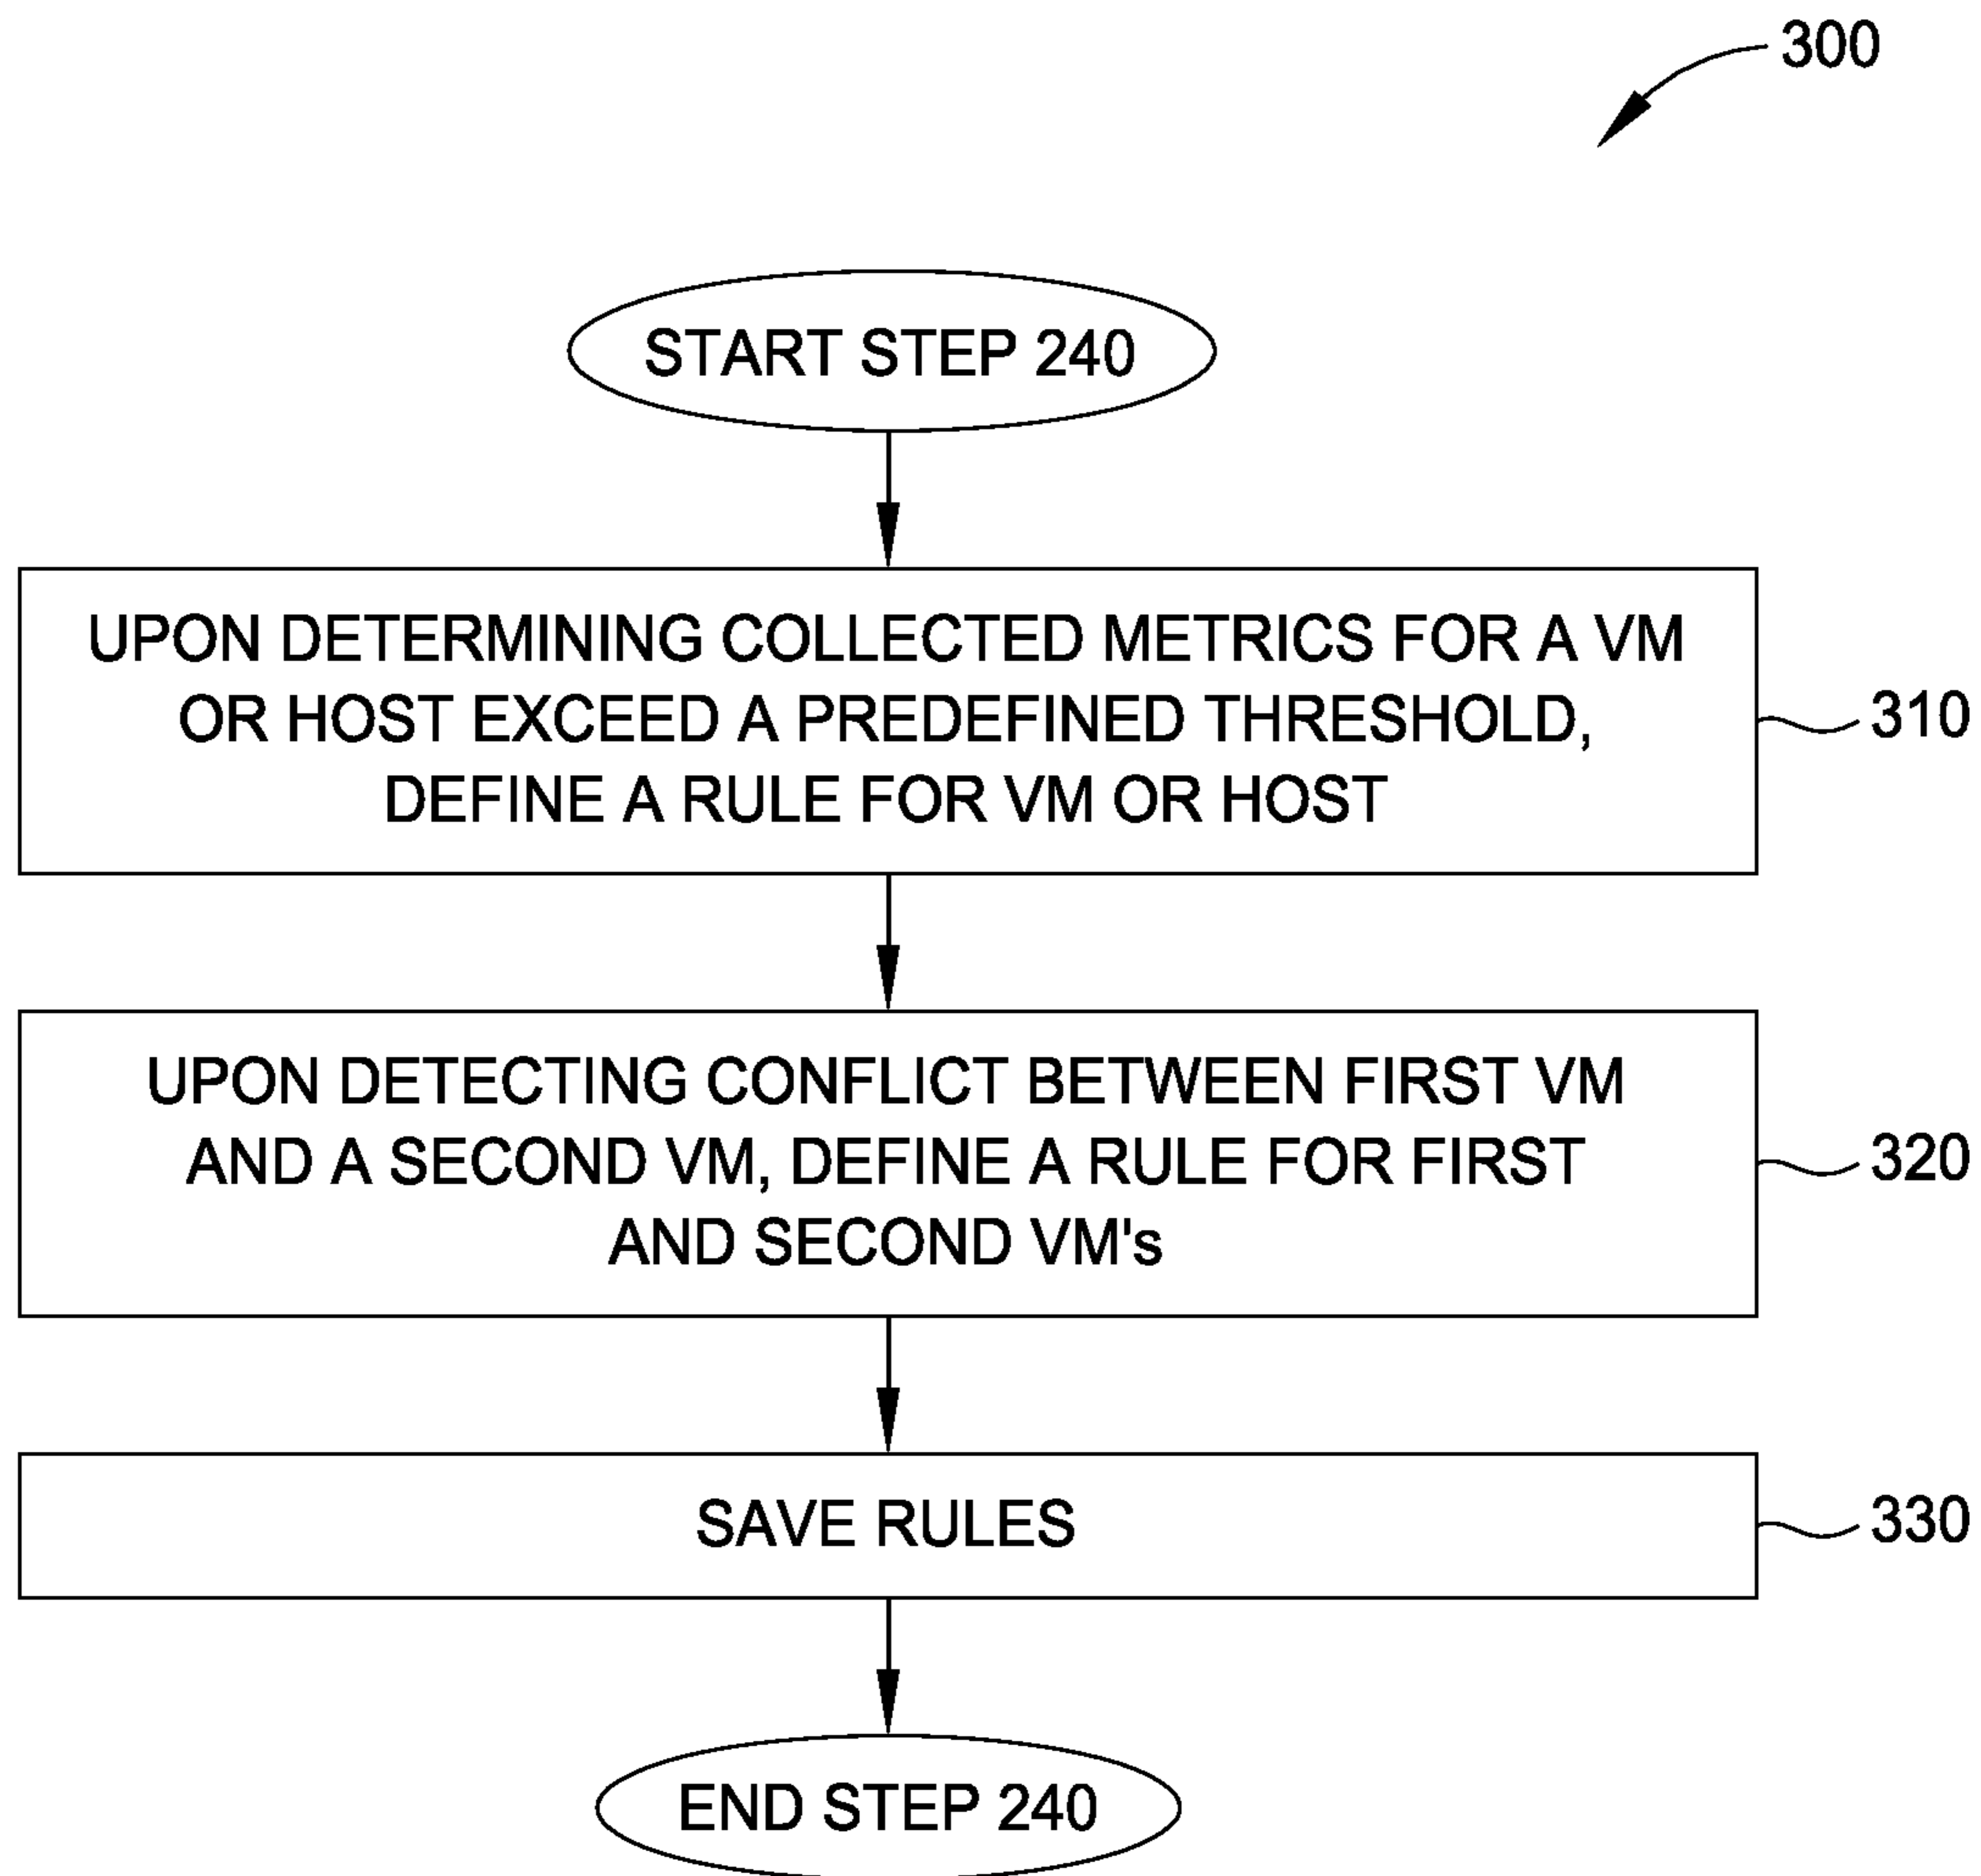 300
START STEP 240
UPON DETERMINING COLLECTED METRICS FOR A VM
OR HOST EXCEED A PREDEFINED THRESHOLD,
DEFINE A RULE FOR VM OR HOST
310
UPON DETECTING CONFLICT BETWEEN FIRST VM
AND A SECOND VM, DEFINE A RULE FOR FIRST
AND SECOND VM's
320
SAVE RULES
330
END STEP 240